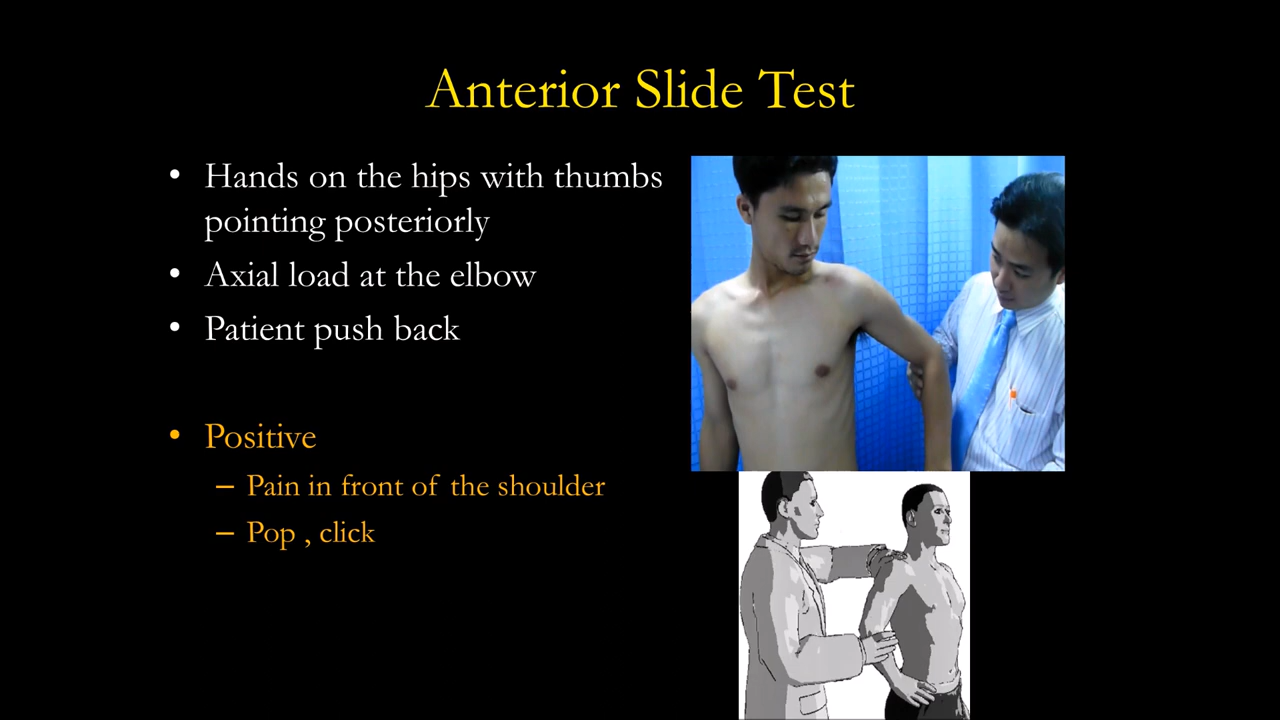 Anterior Slide Test
• Hands on the hips with thumbs
pointing posteriorly
• Axial load at the elbow
• Patient push back
• Positive
– Pain in front of the shoulder
– Pop , click